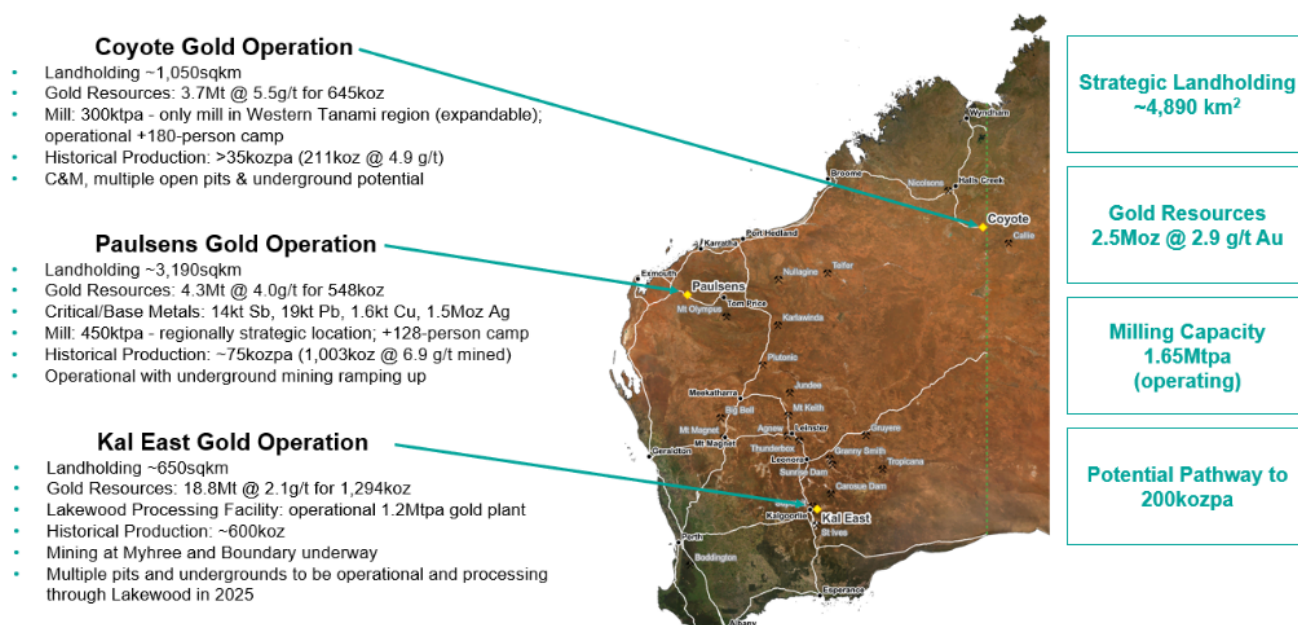 Coyote Gold Operation
• Landholding ~1,050sqkm
• Gold Resources: 3.7Mt @ 5.5g/t for 645koz
• Mill: 300ktpa - only mill in Western Tanami region (expandable);
operational +180-person camp
• Historical Production: >35kozpa (211koz @ 4.9 g/t)
• C&M, multiple open pits & underground potential
Paulsens Gold Operation
• Landholding ~3,190sqkm
• Gold Resources: 4.3Mt @ 4.0g/t for 548koz
• Critical/Base Metals: 14kt Sb, 19kt Pb, 1.6kt Cu, 1.5Moz Ag
• Mill: 450ktpa - regionally strategic location; +128-person camp
• Historical Production: ~75kozpa (1,003koz @ 6.9 g/t mined)
• Operational with underground mining ramping up
Kal East Gold Operation
• Landholding ~650sqkm
• Gold Resources: 18.8Mt @ 2.1g/t for 1,294koz
• Lakewood Processing Facility: operational 1.2Mtpa gold plant
• Historical Production: ~600koz
• Mining at Myhree and Boundary underway
• Multiple pits and undergrounds to be operational and processing
through Lakewood in 2025
Wyndham
Broome
Nicolsons
Halls Creek
Coyote
Callie
Port Hedland
Karratha
Exmouth
Nullagine
Telfer
Paulsens
Tom Price
Mt Olympus
Karlawinda
Plutonic
Jundee
Meekatharra
Big Bell
Mt Keith
Mt Magnet
Agnew
Leinster
Gruyere
Mt Magnet
Thunderbox
Geraldton
Leonora
Granny Smith
Sunrise Dam
Tropicana
Carosue Dam
Kalgoorlie
Kal East
St Ives
Perth
Boddington
Esperance
Albany
Strategic Landholding
~4,890 km²
Gold Resources
2.5Moz @ 2.9 g/t Au
Milling Capacity
1.65Mtpa
(operating)
Potential Pathway to
200kozpa